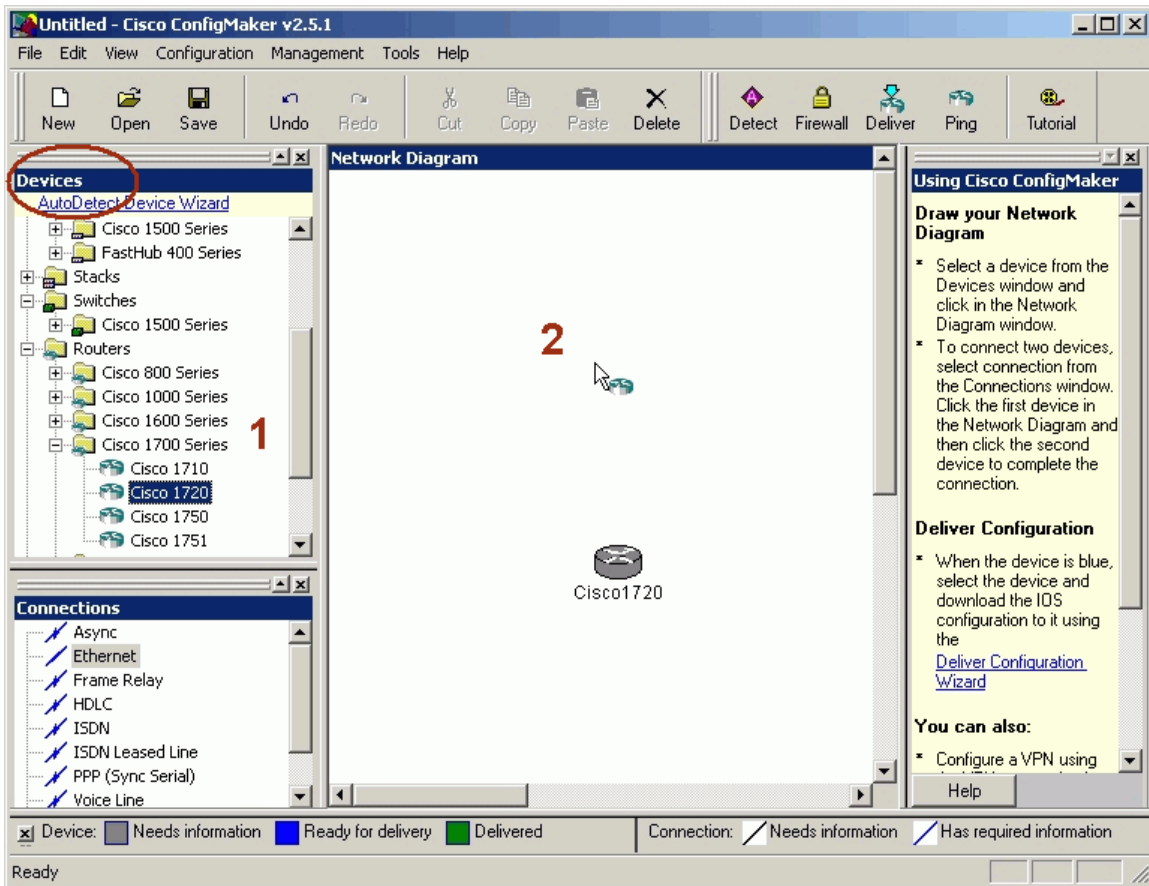 Untitled - Cisco ConfigMaker v2.5.1
File Edit View Configuration Management Tools Help
New Open Save Undo Redo Cut Copy Paste Delete Detect Firewall Deliver Ping Tutorial
Devices
AutoDetect Device Wizard
Cisco 1500 Series
FastHub 400 Series
Stacks
Switches
Cisco 1500 Series
Routers
Cisco 800 Series
Cisco 1000 Series
Cisco 1600 Series
Cisco 1700 Series
1
Cisco 1710
Cisco 1720
Cisco 1750
Cisco 1751
Connections
Async
Ethernet
Frame Relay
HDLC
ISDN
ISDN Leased Line
PPP (Sync Serial)
Voice Line
Network Diagram
2
Cisco1720
Using Cisco ConfigMaker
Draw your Network
Diagram
* Select a device from the
Devices window and
click in the Network
Diagram window.
* To connect two devices,
select connection from
the Connections window.
Click the first device in
the Network Diagram and
then click the second
device to complete the
connection.
Deliver Configuration
* When the device is blue,
select the device and
download the IOS
configuration to it using
the
Deliver Configuration
Wizard
You can also:
* Configure a VPN using
Help
Device: Needs information Ready for delivery Delivered Connection: Needs information Has required information
Ready